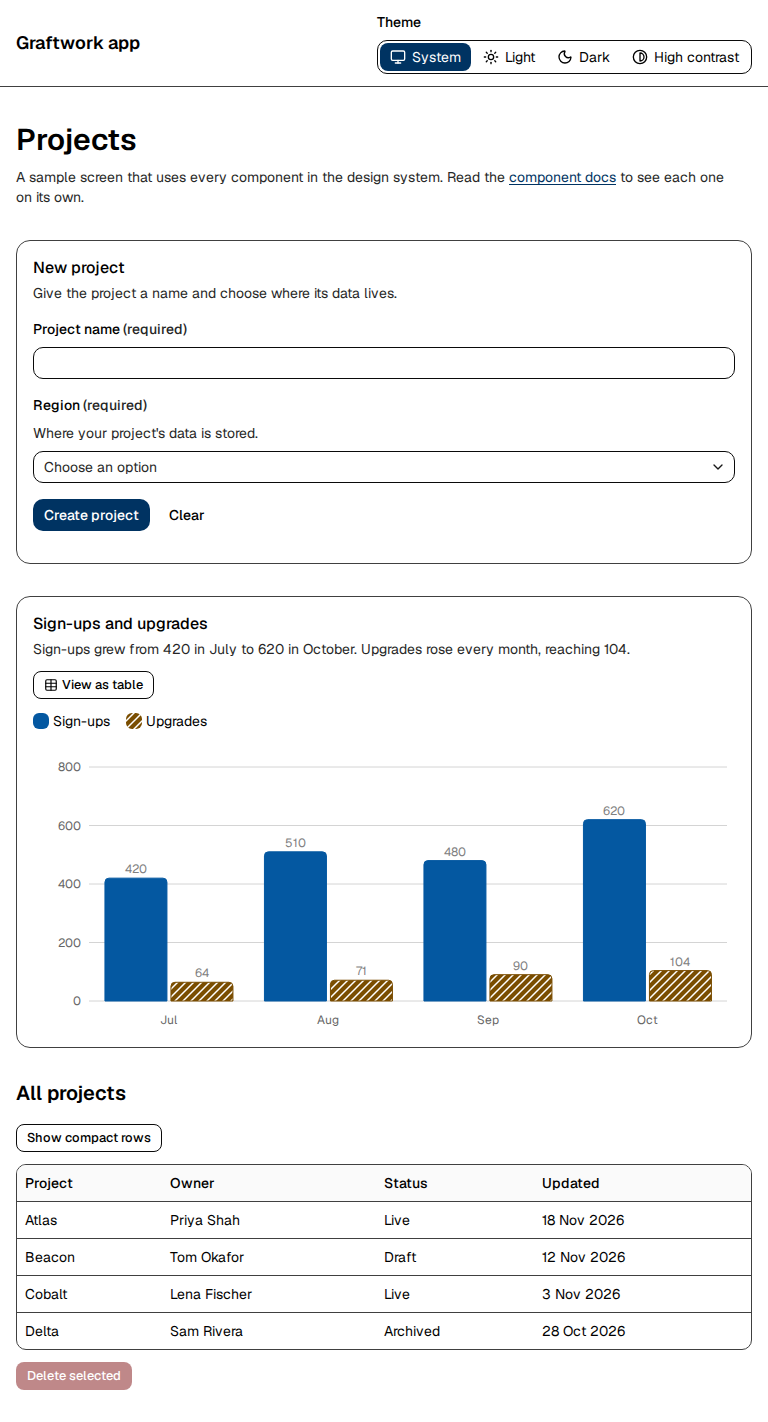 Graftwork app
Theme
System Light Dark High contrast
Projects
A sample screen that uses every component in the design system. Read the component docs to see each one
on its own.
New project
Give the project a name and choose where its data lives.
Project name (required)
Region (required)
Where your project's data is stored.
Choose an option
Create project Clear
Sign-ups and upgrades
Sign-ups grew from 420 in July to 620 in October. Upgrades rose every month, reaching 104.
View as table
Sign-ups Upgrades
800
600
400
200
0
420 64 510 71 480 90 620 104
Jul Aug Sep Oct
All projects
Show compact rows
Project Owner Status Updated
Atlas Priya Shah Live 18 Nov 2026
Beacon Tom Okafor Draft 12 Nov 2026
Cobalt Lena Fischer Live 3 Nov 2026
Delta Sam Rivera Archived 28 Oct 2026
Delete selected